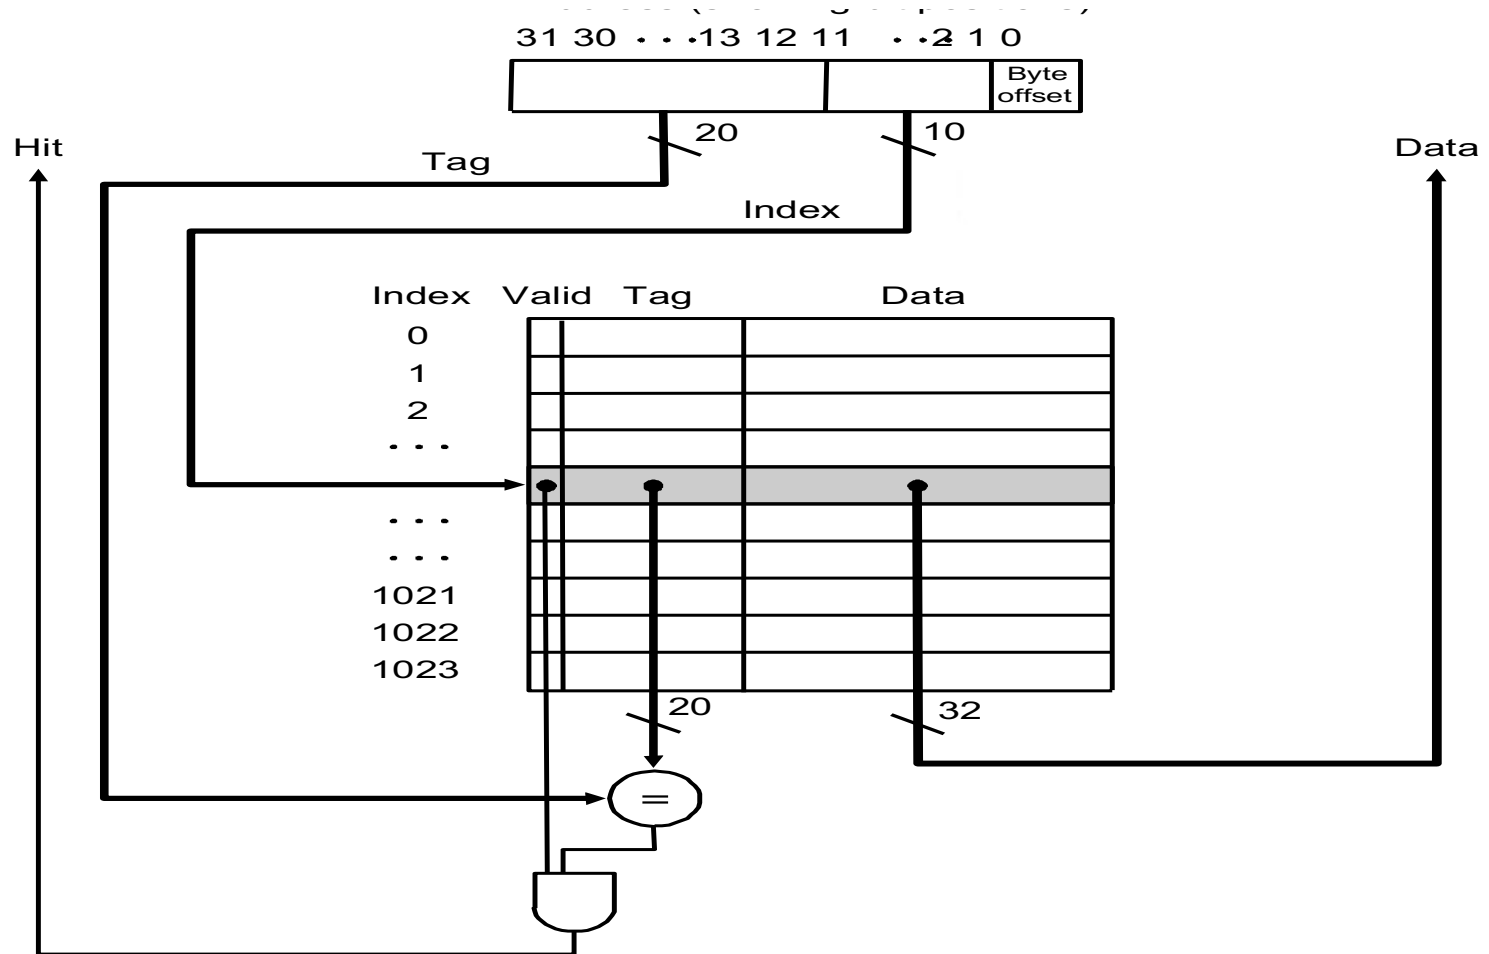 31 30 · · · 13 12 11 · · 2 1 0
Byte
offset
20
10
Hit
Data
Tag
Index
Index Valid Tag Data
0
1
2
· · ·
· · ·
· · ·
1021
1022
1023
20
32
=